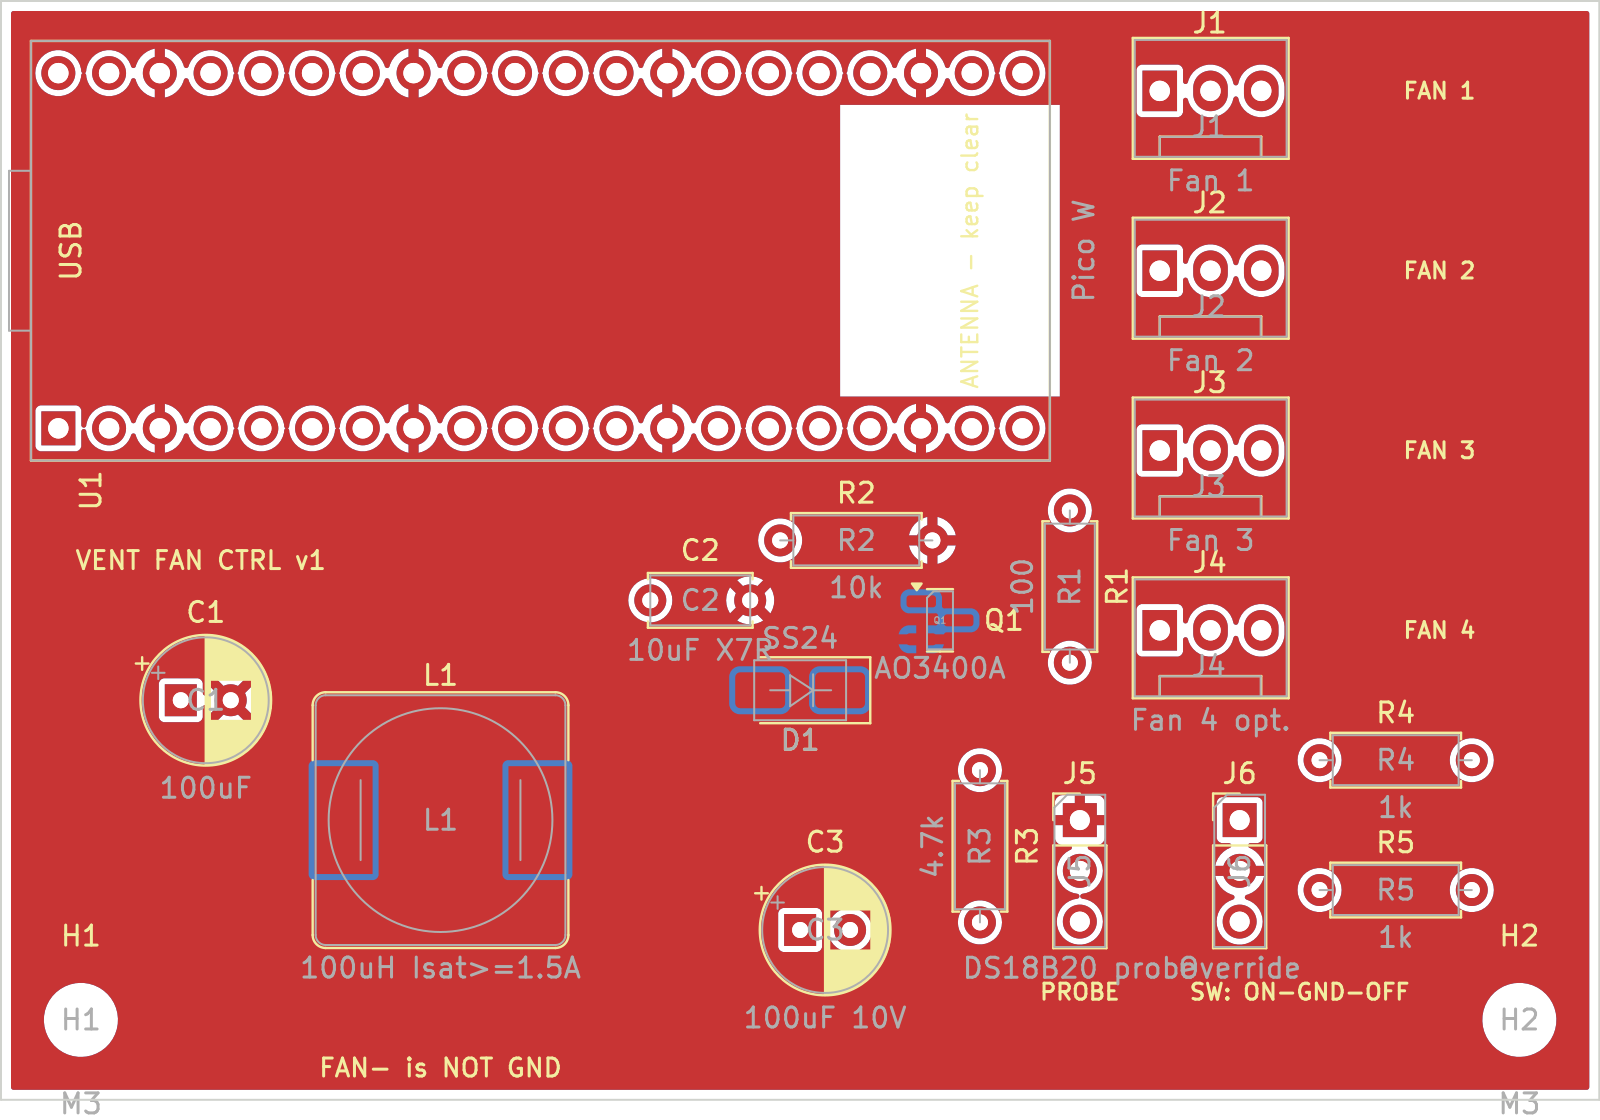 J1
FAN 1
J1
Fan 1
ANTENNA - keep clear
USB
Pico W
J2
FAN 2
J2
Fan 2
J3
FAN 3
J3
Fan 3
U1
R2
R2
10k
VENT FAN CTRL v1
C2
C2
10uF X7R
J4
FAN 4
J4
Fan 4 opt.
100
R1
R1
Q1
Q1
AO3400A
SS24
D1
C1
C1
100uF
L1
L1
100uH Isat>=1.5A
R4
R4
1k
R5
R5
1k
J5
J5
DS18B20 probe
PROBE
J6
J6
Override
SW: ON-GND-OFF
4.7k
R3
R3
C3
C3
100uF 10V
H1
H1
M3
H2
H2
M3
FAN- is NOT GND